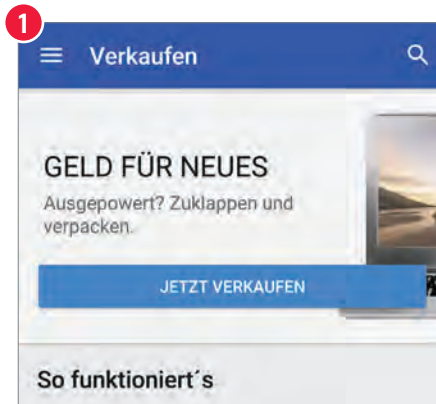 1
Verkaufen
GELD FÜR NEUES
Ausgepowert? Zuklappen und
verpacken.
JETZT VERKAUFEN
So funktioniert´s